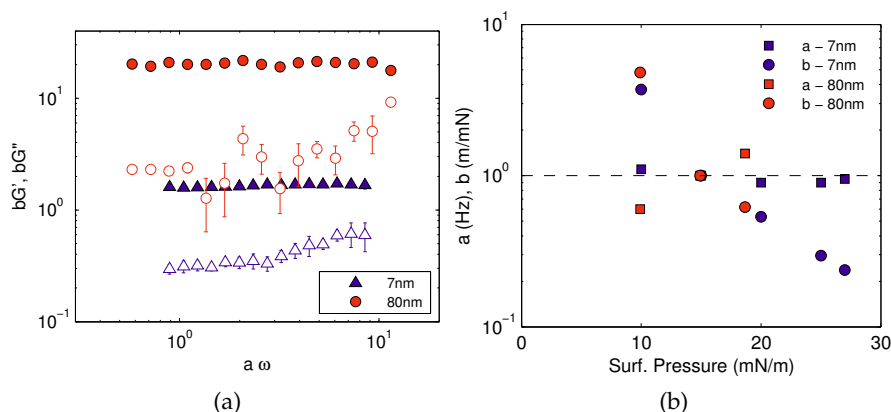 bG', bG"
10¹
10⁰
10⁻¹
10⁰
10¹
a ω
7nm
80nm
(a)
a (Hz), b (m/mN)
10¹
10⁰
10⁻¹
0
10
20
30
Surf. Pressure (mN/m)
a − 7nm
b − 7nm
a − 80nm
b − 80nm
(b)